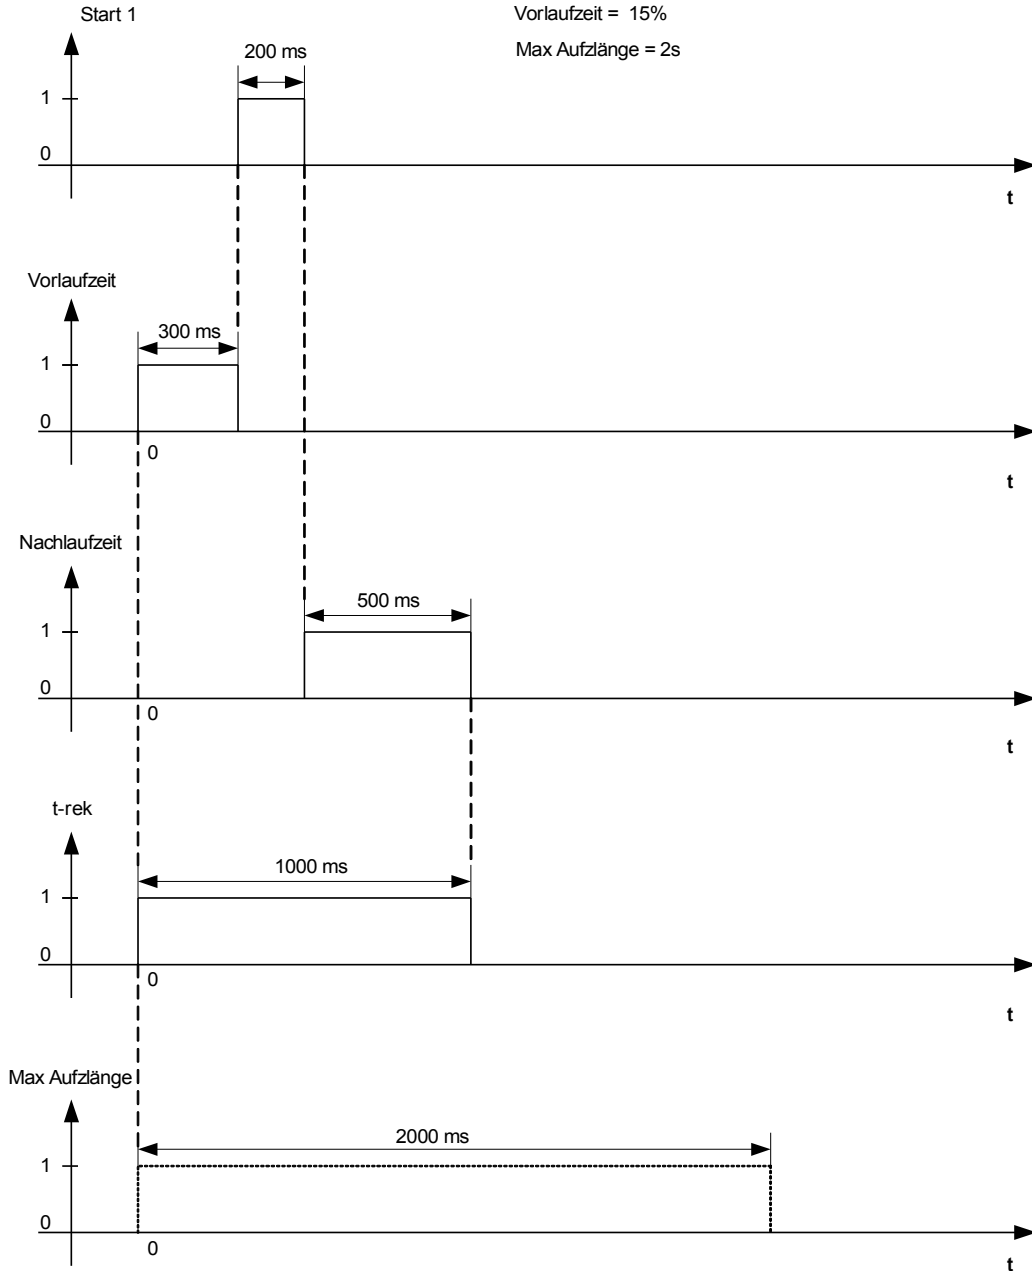 Start 1
Vorlaufzeit = 15%
Max Aufzlänge = 2s
200 ms
1
0
t
Vorlaufzeit
300 ms
1
0
0
t
Nachlaufzeit
500 ms
1
0
0
t
t-rek
1000 ms
1
0
0
t
Max Aufzlänge
2000 ms
1
0
0
t